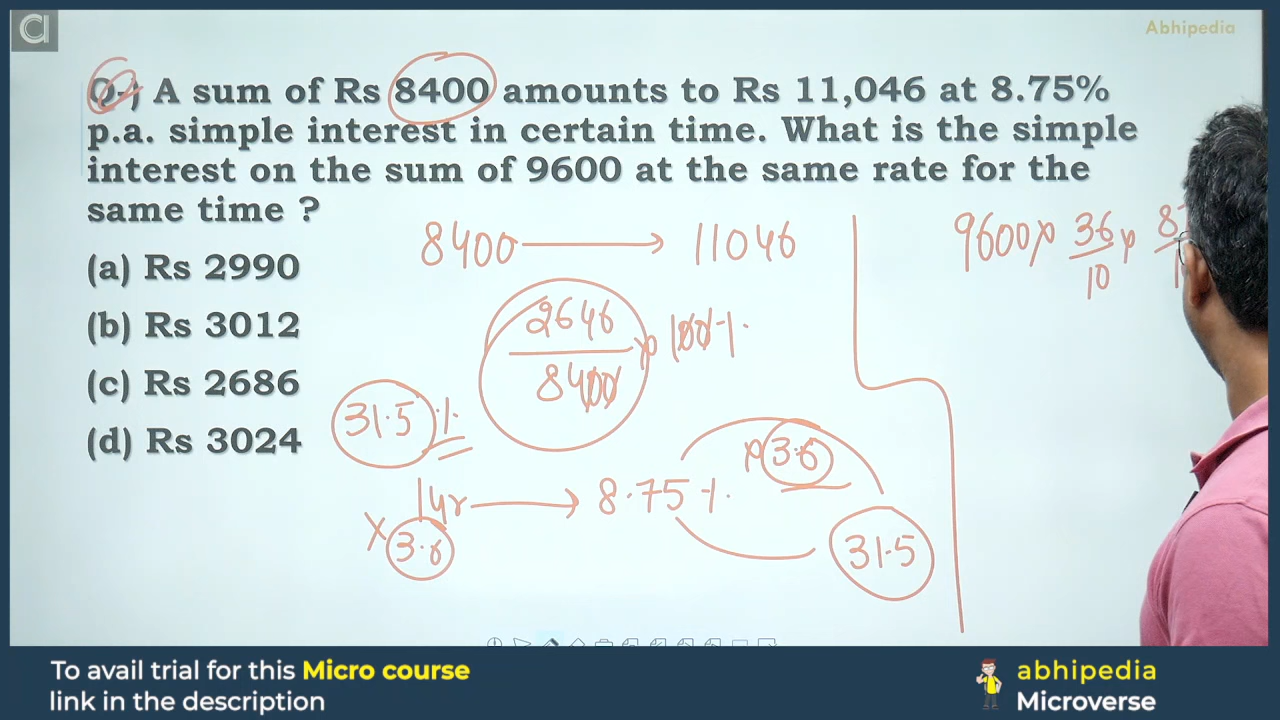 Abhipedia
Q-) A sum of Rs 8400 amounts to Rs 11,046 at 8.75%
p.a. simple interest in certain time. What is the simple
interest on the sum of 9600 at the same rate for the
same time ?
(a) Rs 2990
(b) Rs 3012
(c) Rs 2686
(d) Rs 3024
8400 → 11046
2646
8400
× 100%
31.5 %
1yr → 8.75 %
× 3.6
× 3.6
31.5
9600 × 36/10 ×
To avail trial for this Micro course
link in the description
abhipedia
Microverse